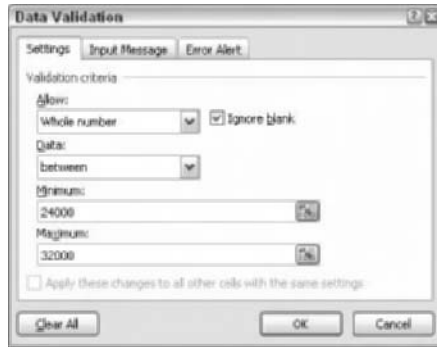 Data Validation
Settings Input Message Error Alert
Validation criteria
Allow:
Whole number Ignore blank
Data:
between
Minimum:
24000
Maximum:
32000
Apply these changes to all other cells with the same settings
Clear All OK Cancel